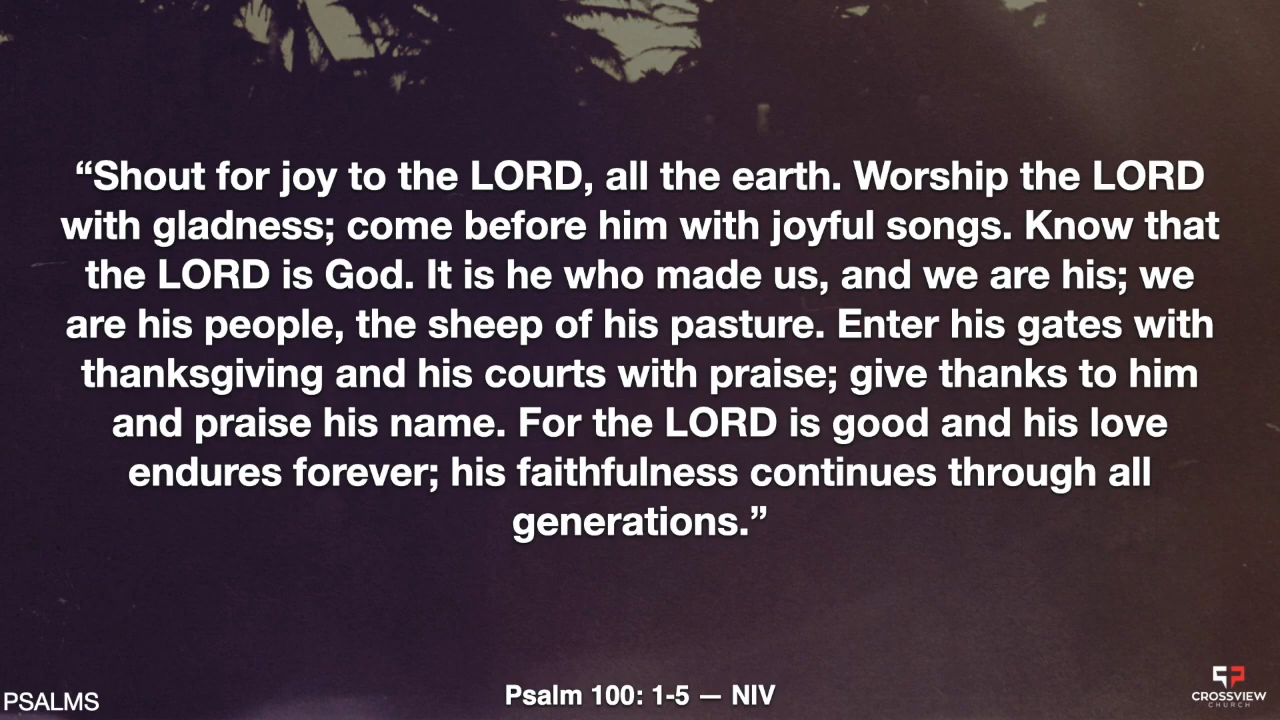 “Shout for joy to the LORD, all the earth. Worship the LORD
with gladness; come before him with joyful songs. Know that
the LORD is God. It is he who made us, and we are his; we
are his people, the sheep of his pasture. Enter his gates with
thanksgiving and his courts with praise; give thanks to him
and praise his name. For the LORD is good and his love
endures forever; his faithfulness continues through all
generations.”
PSALMS
Psalm 100: 1-5 — NIV
CROSSVIEW
CHURCH